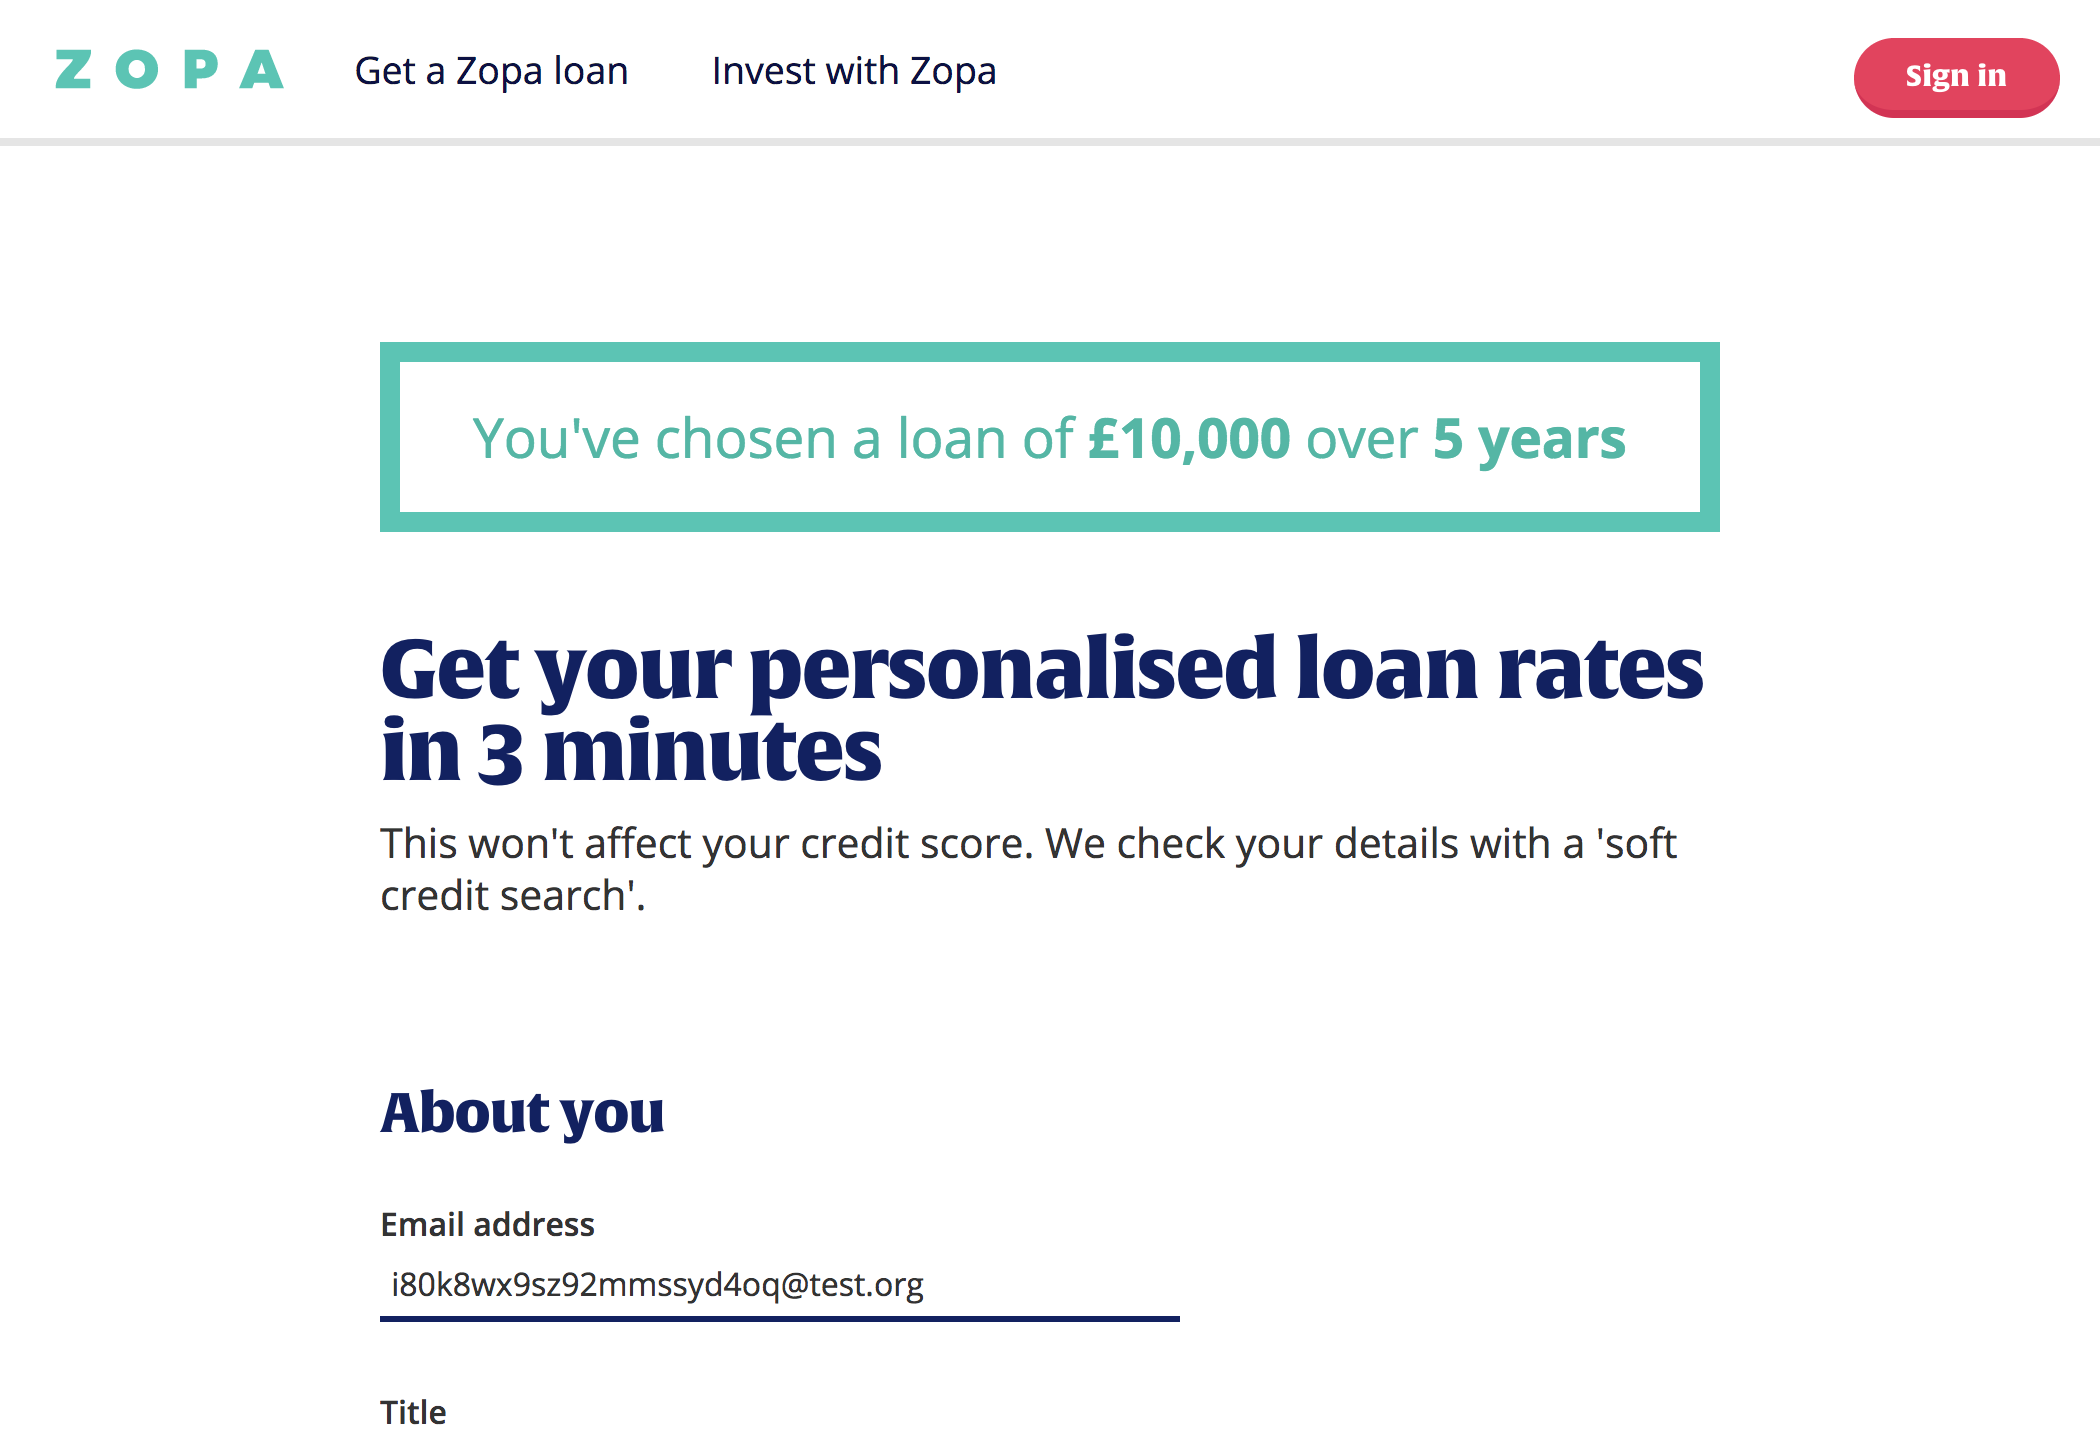 ZOPA Get a Zopa loan Invest with Zopa Sign in
You've chosen a loan of £10,000 over 5 years
Get your personalised loan rates
in 3 minutes
This won't affect your credit score. We check your details with a 'soft
credit search'.
About you
Email address
i80k8wx9sz92mmssyd4oq@test.org
Title